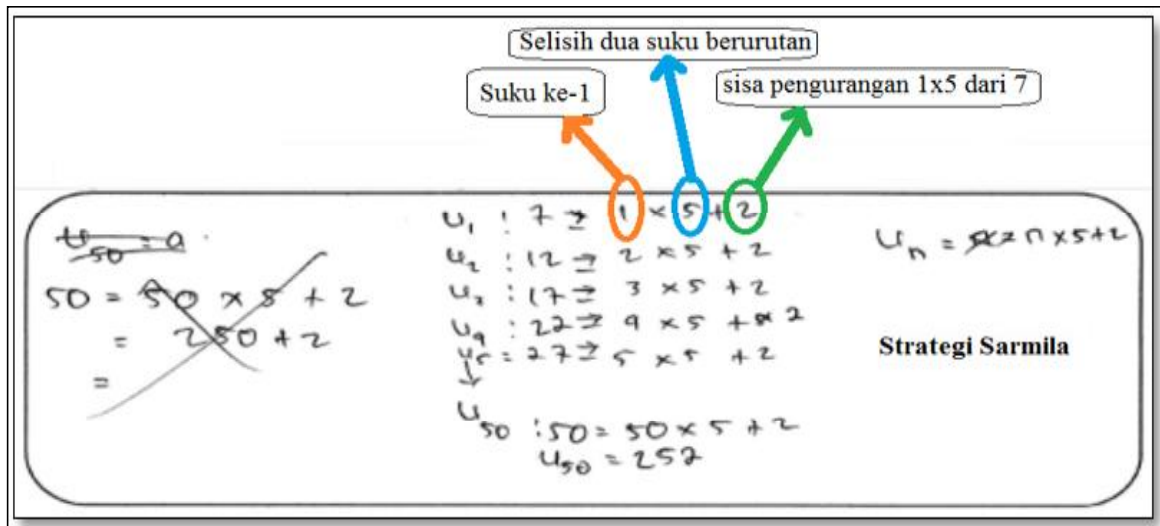 Selisih dua suku berurutan
Suku ke-1
sisa pengurangan 1x5 dari 7
U50 = a
50 = 50 x 5 + 2
= 250 + 2
=
U1 : 7 → 1 x 5 + 2
U2 : 12 → 2 x 5 + 2
U3 : 17 → 3 x 5 + 2
U4 : 22 → 4 x 5 + 2
U5 = 27 → 5 x 5 + 2
↓
U50 : 50 = 50 x 5 + 2
U50 = 252
Un = n x 5 + 2
Strategi Sarmila